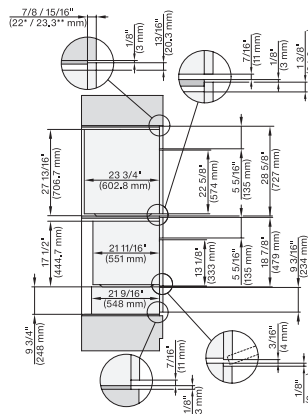 7/8 / 15/16"
(22* / 23.3** mm)
1/8"
(3 mm)
13/16"
(20.3 mm)
7/16"
(11 mm)
1/8"
(3 mm)
1 3/8"
27 13/16"
(706.7 mm)
23 3/4"
(602.8 mm)
22 5/8"
(574 mm)
5 5/16"
(135 mm)
28 5/8"
(727 mm)
17 1/2"
(444.7 mm)
21 11/16"
(551 mm)
13 1/8"
(333 mm)
5 5/16"
(135 mm)
18 7/8"
(479 mm)
9 3/16"
(234 mm)
21 9/16"
(548 mm)
9 3/4"
(248 mm)
7/16"
(11 mm)
1/8"
3/16"
(4 mm)
1/8"